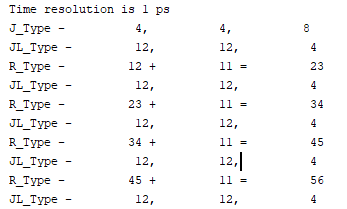 Time resolution is 1 ps
J_Type - 4, 4, 8
JL_Type - 12, 12, 4
R_Type - 12 + 11 = 23
JL_Type - 12, 12, 4
R_Type - 23 + 11 = 34
JL_Type - 12, 12, 4
R_Type - 34 + 11 = 45
JL_Type - 12, 12, 4
R_Type - 45 + 11 = 56
JL_Type - 12, 12, 4